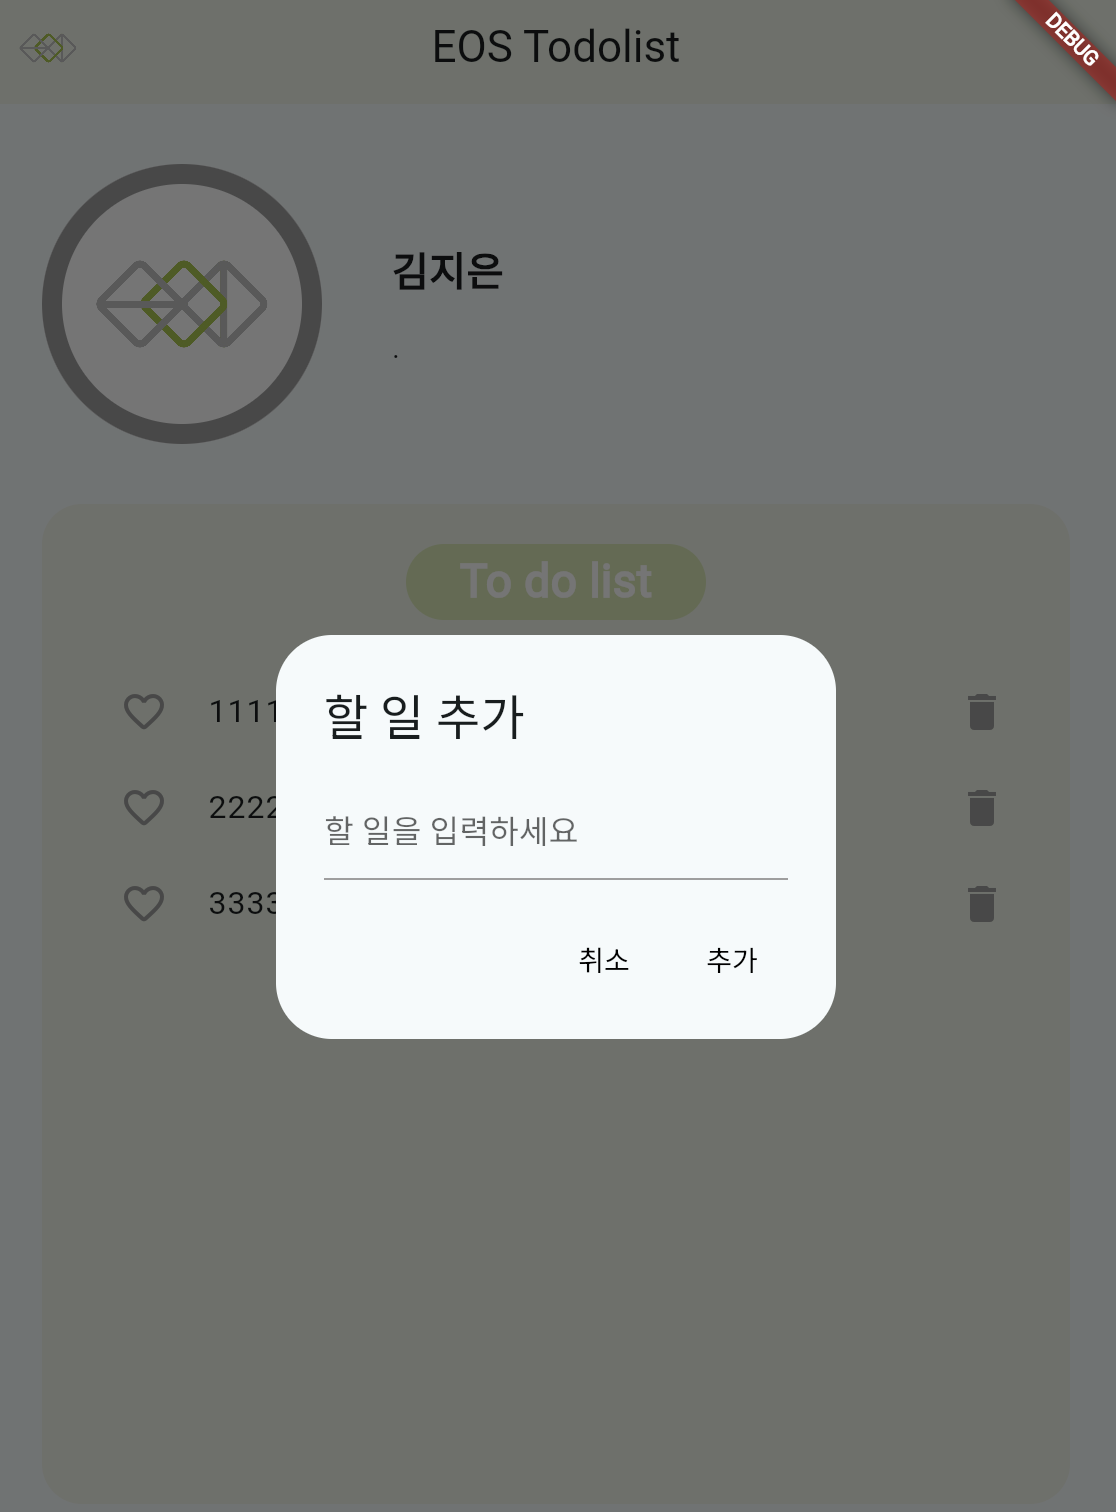 EOS Todolist
DEBUG
김지은
.
To do list
1111
2222
3333
할 일 추가
할 일을 입력하세요
취소 추가